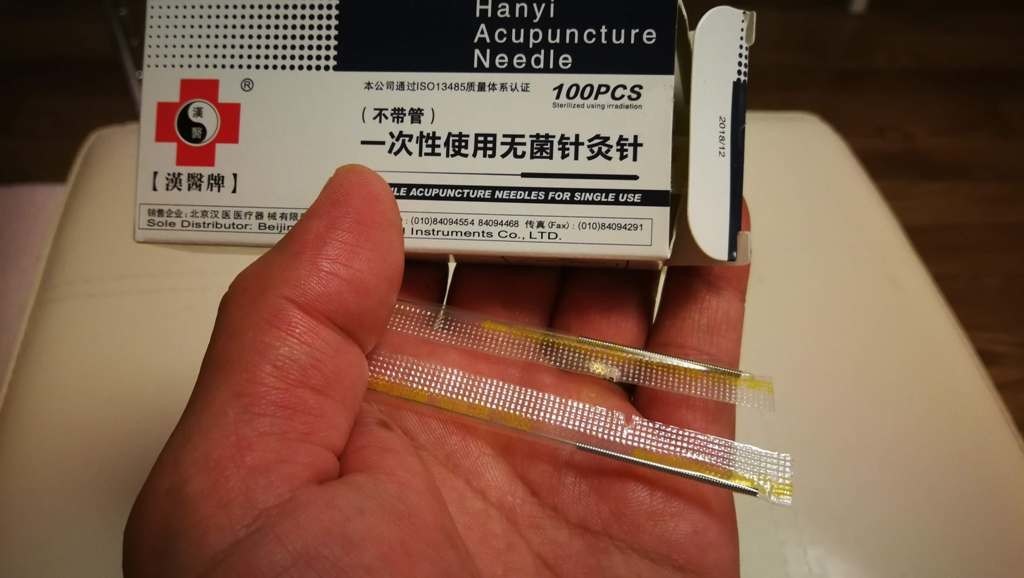 Hanyi
Acupuncture
Needle
本公司通过ISO13485质量体系认证
100PCS
Sterilized using irradiation
(不带管)
一次性使用无菌针灸针
ACUPUNCTURE NEEDLES FOR SINGLE USE
®
漢
醫
【漢醫牌】
销售企业:北京汉医医疗器械有限
:(010)84094554 84094468 传真(Fax):(010)84094291
Sole Distributor: Beijin
Instruments Co., LTD.
2018/12